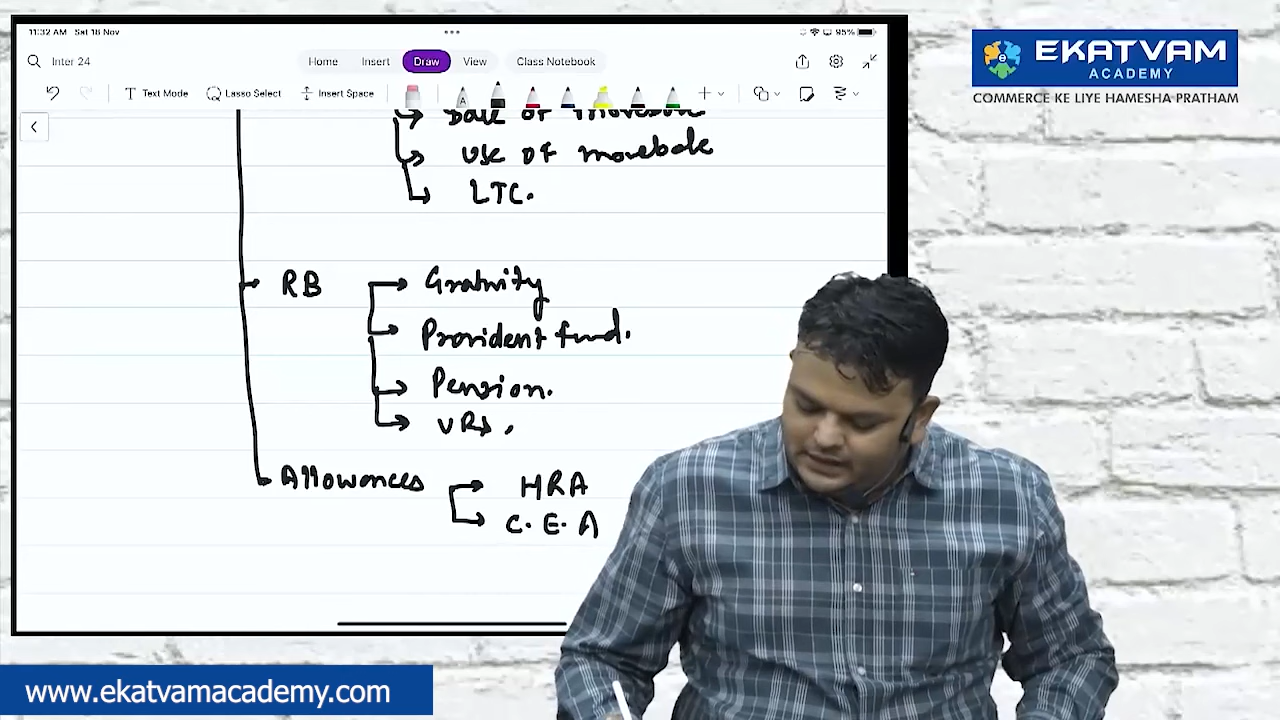 11:32 AM Sat 18 Nov
95%
Inter 24
Home Insert Draw View Class Notebook
Text Mode Lasso Select Insert Space
of
use of movebale
LTC.
RB Gratuity
Provident fund.
Pension.
VRS.
Allowances HRA
C. E. A
EKATVAM
ACADEMY
COMMERCE KE LIYE HAMESHA PRATHAM
www.ekatvamacademy.com